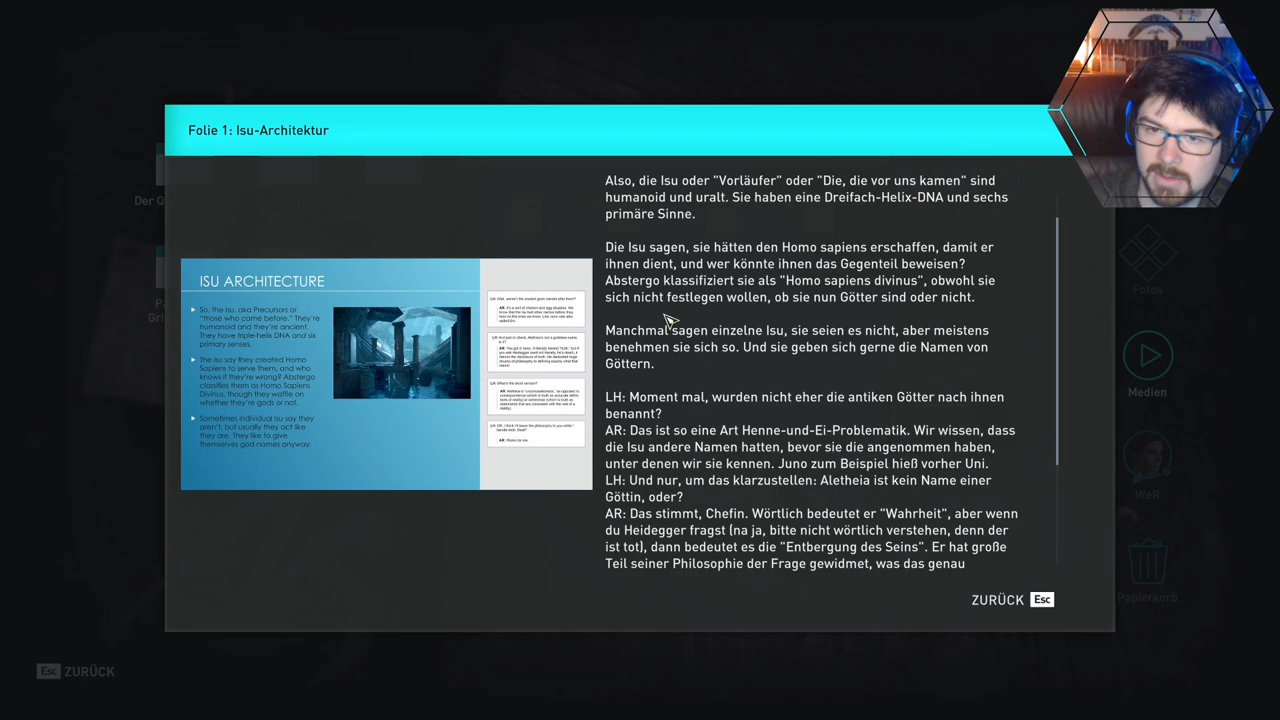 Folie 1: Isu-Architektur
Also, die Isu oder "Vorläufer" oder "Die, die vor uns kamen" sind
humanoid und uralt. Sie haben eine Dreifach-Helix-DNA und sechs
primäre Sinne.
Die Isu sagen, sie hätten den Homo sapiens erschaffen, damit er
ihnen dient, und wer könnte ihnen das Gegenteil beweisen?
Abstergo klassifiziert sie als "Homo sapiens divinus", obwohl sie
sich nicht festlegen wollen, ob sie nun Götter sind oder nicht.
Manchmal sagen einzelne Isu, sie seien es nicht, aber meistens
benehmen sie sich so. Und sie geben sich gerne die Namen von
Göttern.
LH: Moment mal, wurden nicht eher die antiken Götter nach ihnen
benannt?
AR: Das ist so eine Art Henne-und-Ei-Problematik. Wir wissen, dass
die Isu andere Namen hatten, bevor sie die angenommen haben,
unter denen wir sie kennen. Juno zum Beispiel hieß vorher Uni.
LH: Und nur, um das klarzustellen: Aletheia ist kein Name einer
Göttin, oder?
AR: Das stimmt, Chefin. Wörtlich bedeutet er "Wahrheit", aber wenn
du Heidegger fragst (na ja, bitte nicht wörtlich verstehen, denn der
ist tot), dann bedeutet es die "Entbergung des Seins". Er hat große
Teil seiner Philosophie der Frage gewidmet, was das genau
ISU ARCHITECTURE
So, the Isu, aka Precursors or
"those who came before." They're
humanoid and they're ancient.
They have triple-helix DNA and six
primary senses.
The Isu say they created Homo
Sapiens to serve them, and who
knows if they're wrong? Abstergo
classifies them as Homo Sapiens
Divinus, though they waffle on
whether they're gods or not.
Sometimes individual Isu say they
aren't, but usually they act like
they are. They like to give
themselves god names anyway.
Fotos
Medien
WeR
Papierkorb
ZURÜCK Esc
Esc ZURÜCK